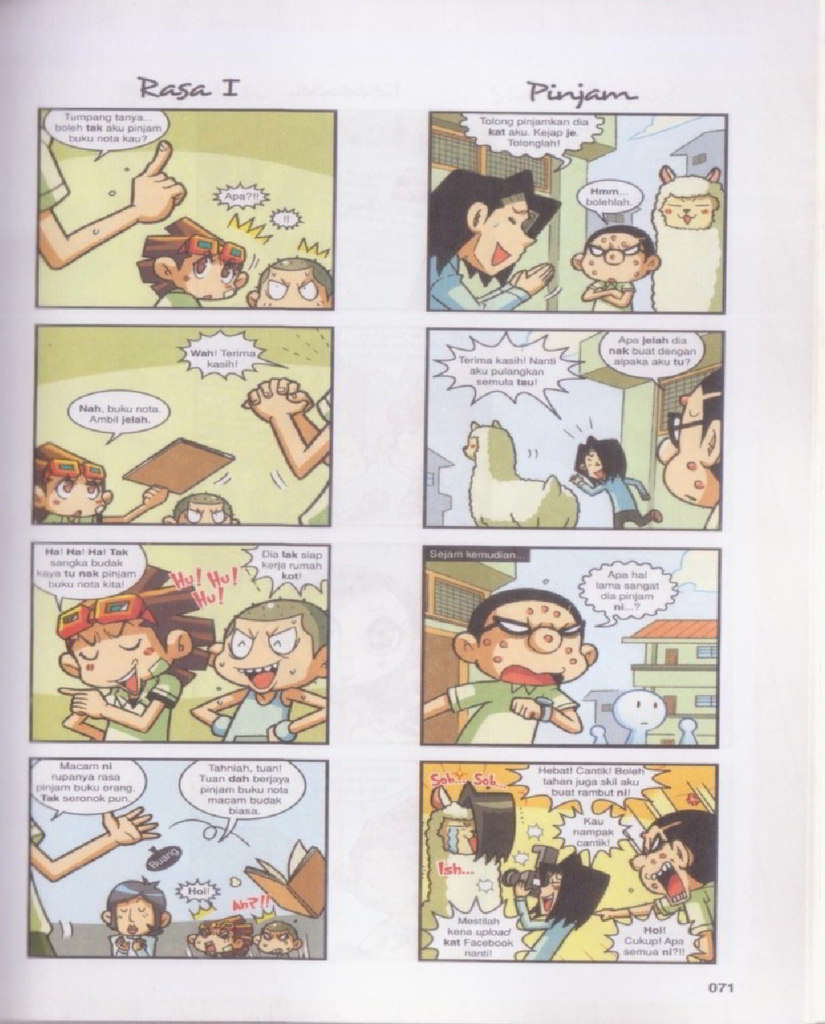 Rasa I
Tumpang tanya...
boleh tak aku pinjam
buku nota kau?
Apa?!!
!!
Wah! Terima
kasih!
Nah, buku nota.
Ambil jelah.
Ha! Ha! Ha! Tak
sangka budak
kaya tu nak pinjam
buku nota kita!
Hu! Hu!
Hu!
Dia tak siap
kerja rumah
kot!
Macam ni
rupanya rasa
pinjam buku orang.
Tak seronok pun.
Tahniah, tuan!
Tuan dah berjaya
pinjam buku nota
macam budak
biasa.
Buang
Hoi!
Ah?!!
Pinjam
Tolong pinjamkan dia
kat aku. Kejap je.
Tolonglah!
Hmm...
bolehlah.
Terima kasih! Nanti
aku pulangkan
semula tau!
Apa jelah dia
nak buat dengan
alpaka aku tu?
Sejam kemudian...
Apa hal
lama sangat
dia pinjam
ni...?
Sob... Sob...
Hebat! Cantik! Boleh
tahan juga skil aku
buat rambut ni!
Kau
nampak
cantik!
Ish...
Mestilah
kena upload
kat Facebook
nanti!
Hoi!
Cukup! Apa
semua ni?!!
071